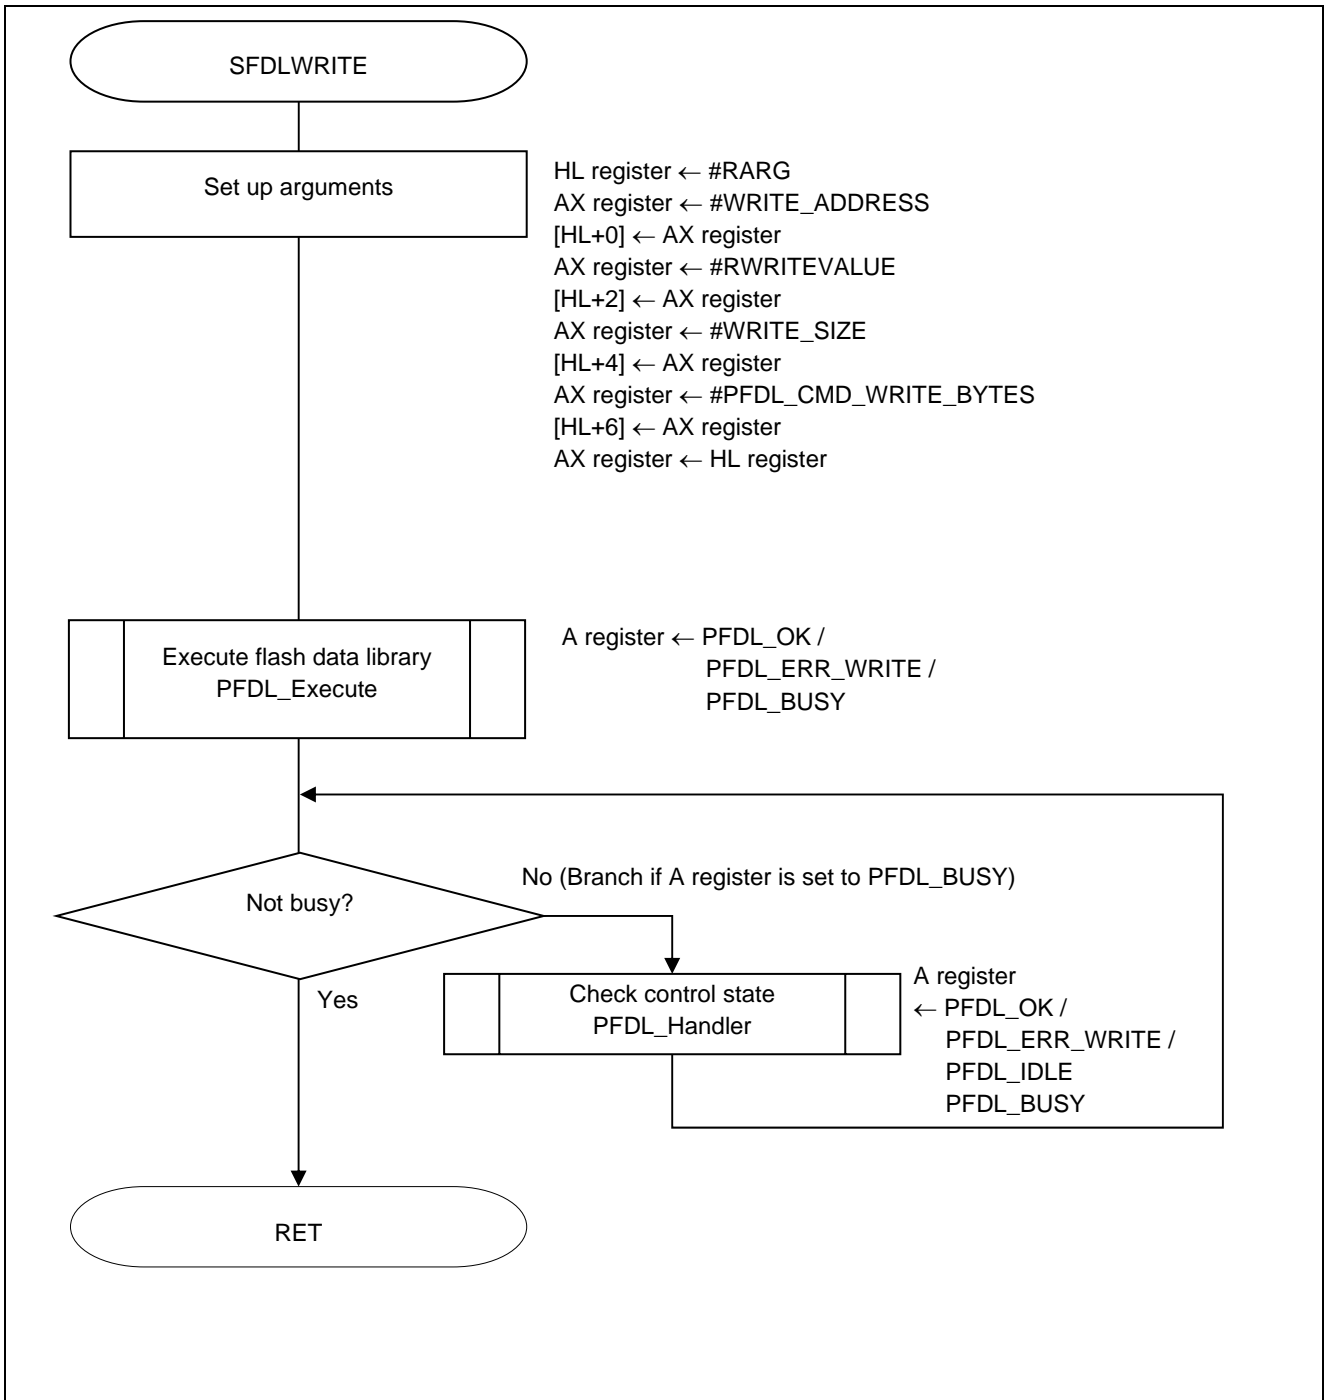 SFDLWRITE
Set up arguments
HL register ← #RARG
AX register ← #WRITE_ADDRESS
[HL+0] ← AX register
AX register ← #RWRITEVALUE
[HL+2] ← AX register
AX register ← #WRITE_SIZE
[HL+4] ← AX register
AX register ← #PFDL_CMD_WRITE_BYTES
[HL+6] ← AX register
AX register ← HL register
Execute flash data library
PFDL_Execute
A register ← PFDL_OK /
PFDL_ERR_WRITE /
PFDL_BUSY
No (Branch if A register is set to PFDL_BUSY)
Not busy?
Yes
Check control state
PFDL_Handler
A register
← PFDL_OK /
PFDL_ERR_WRITE /
PFDL_IDLE
PFDL_BUSY
RET